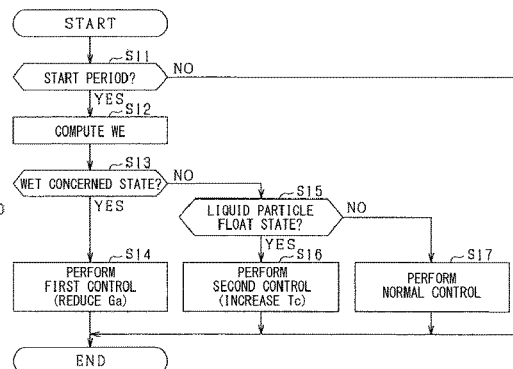 START
S11
START PERIOD?
NO
YES
S12
COMPUTE WE
S13
WET CONCERNED STATE?
NO
YES
S15
LIQUID PARTICLE
FLOAT STATE?
NO
YES
S14
PERFORM
FIRST CONTROL
(REDUCE Ga)
S16
PERFORM
SECOND CONTROL
(INCREASE Tc)
S17
PERFORM
NORMAL CONTROL
END